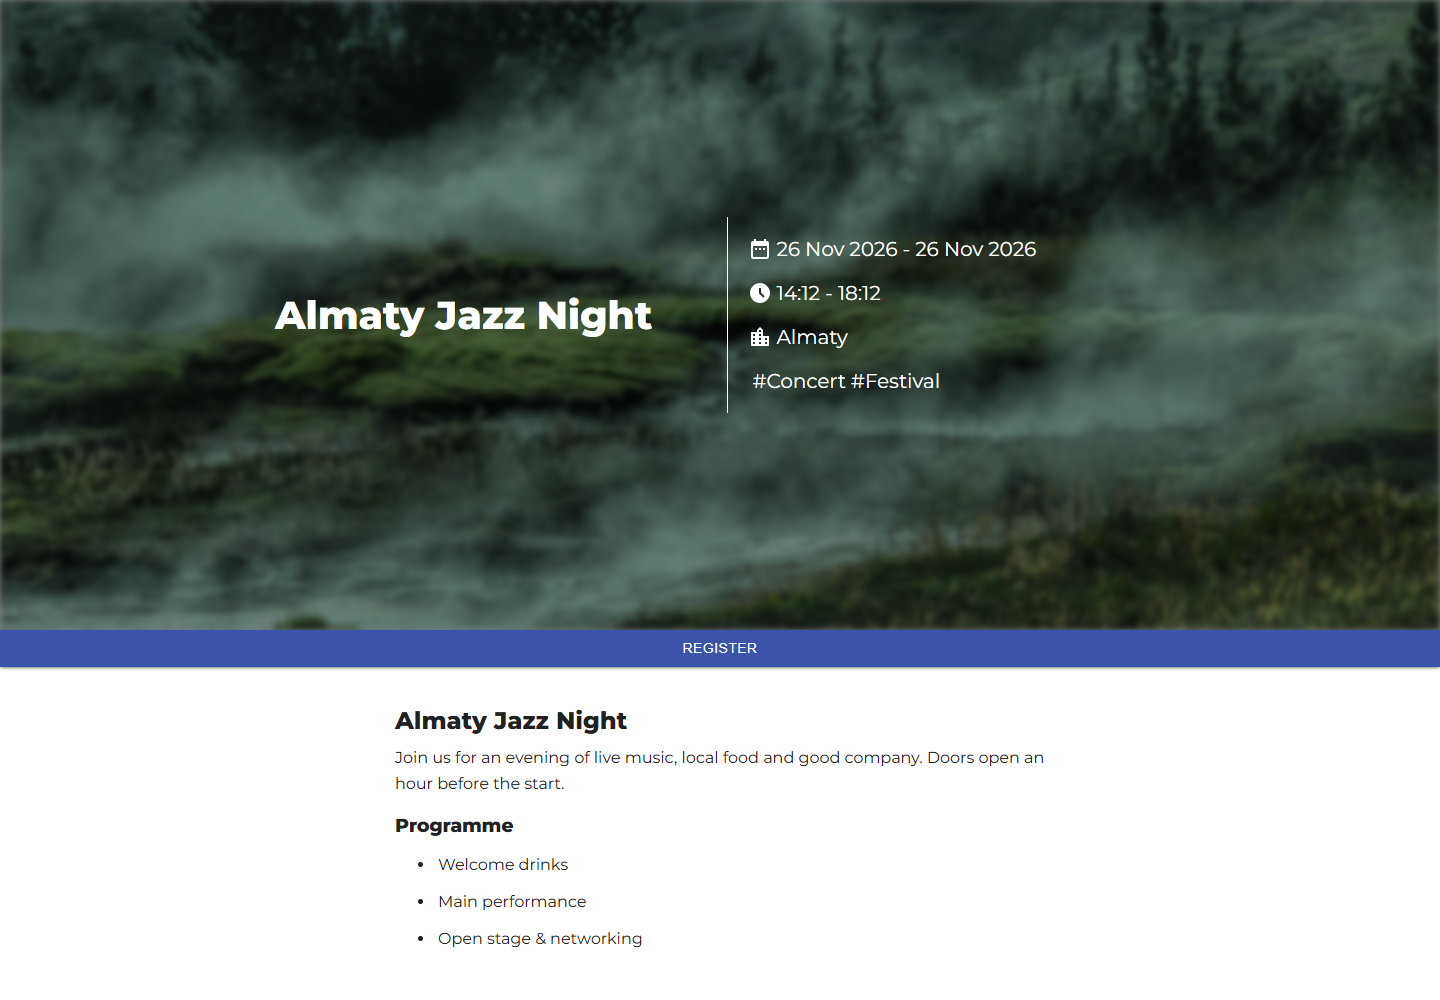 Almaty Jazz Night
26 Nov 2026 - 26 Nov 2026
14:12 - 18:12
Almaty
#Concert #Festival
REGISTER
Almaty Jazz Night
Join us for an evening of live music, local food and good company. Doors open an
hour before the start.
Programme
• Welcome drinks
• Main performance
• Open stage & networking